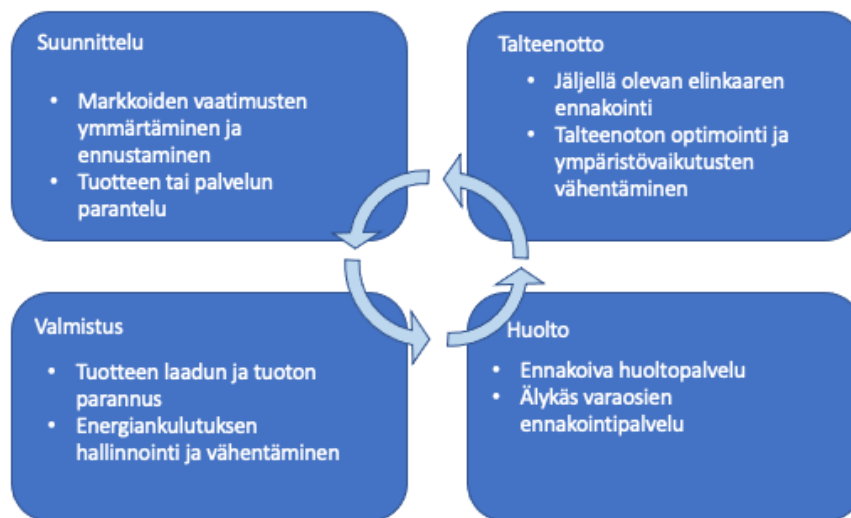 Suunnittelu
• Markkoiden vaatimusten
ymmärtäminen ja
ennustaminen
• Tuotteen tai palvelun
parantelu
Talteenotto
• Jäljellä olevan elinkaaren
ennakointi
• Talteenoton optimointi ja
ympäristövaikutusten
vähentäminen
Valmistus
• Tuotteen laadun ja tuoton
parannus
• Energiankulutuksen
hallinnointi ja vähentäminen
Huolto
• Ennakoiva huoltopalvelu
• Älykäs varaosien
ennakointipalvelu